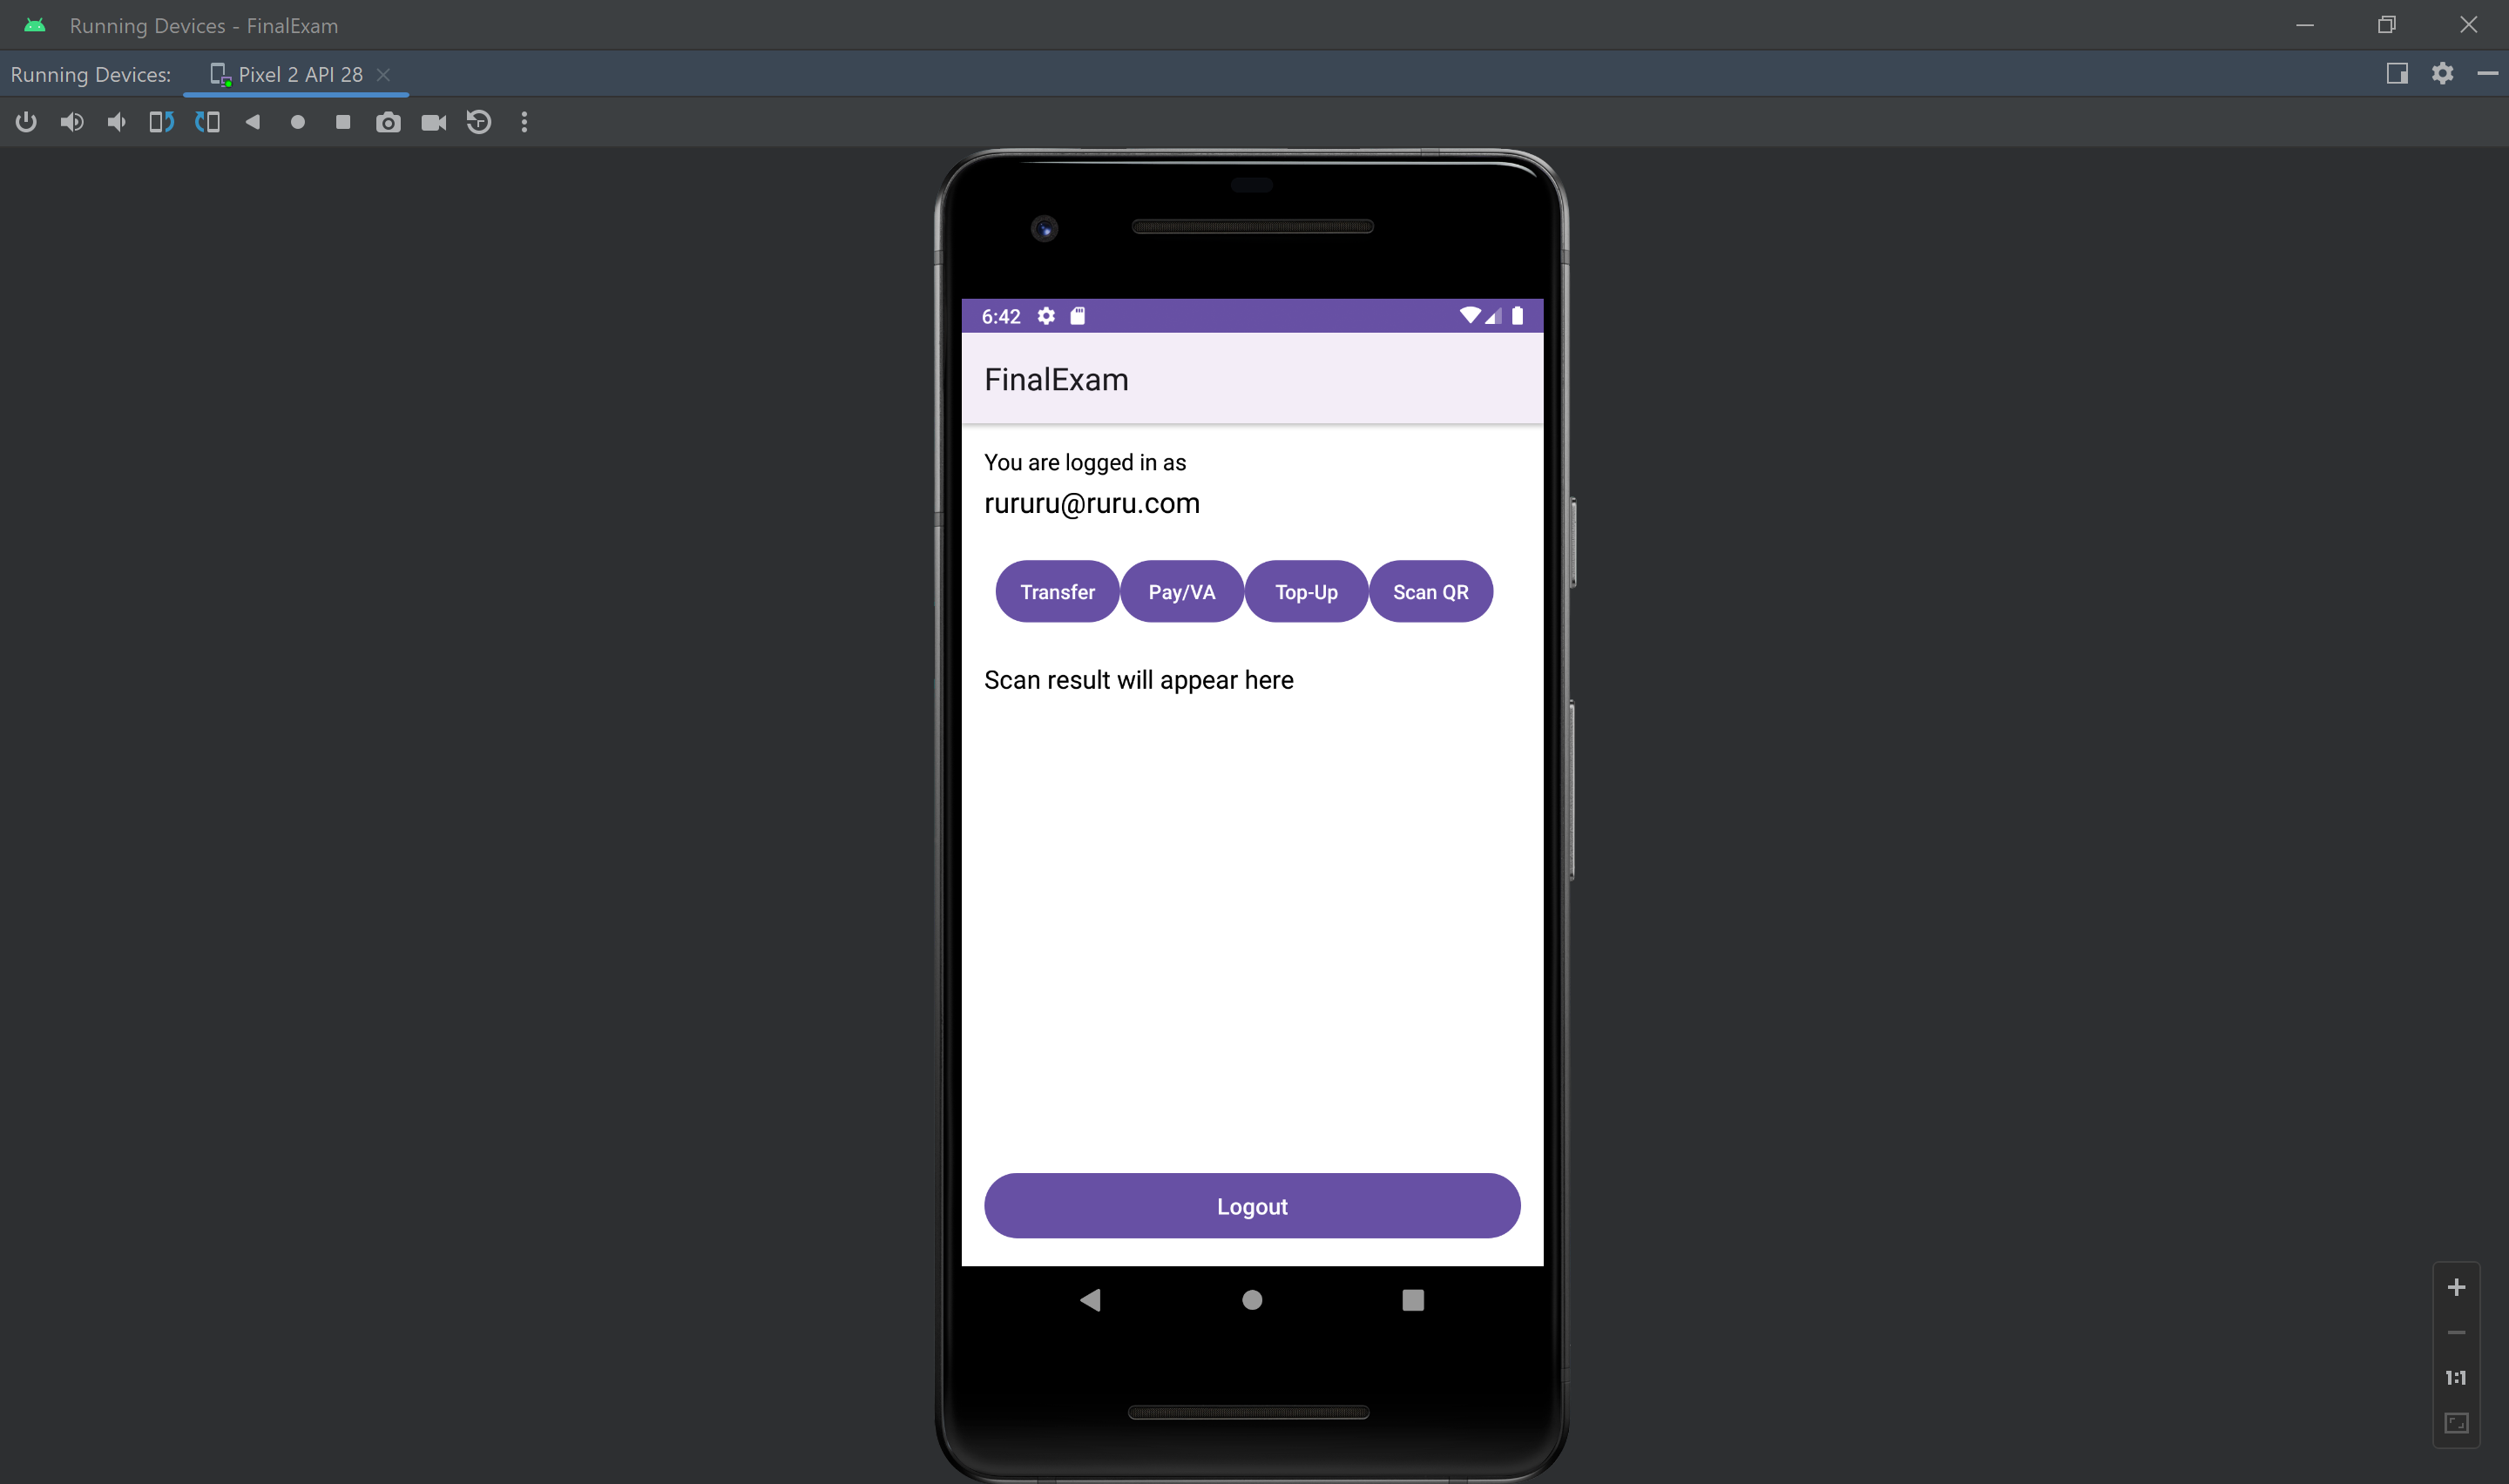 Running Devices - FinalExam
Running Devices: Pixel 2 API 28
6:42
FinalExam
You are logged in as
rururu@ruru.com
Transfer Pay/VA Top-Up Scan QR
Scan result will appear here
Logout
1:1